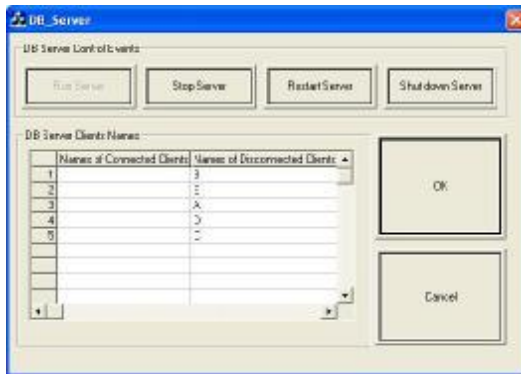 DB_Server
DB Server Control Events
Run Server Stop Server Restart Server Shutdown Server
DB Server Clients Names
Names of Connected Clients Names of Disconnected Clients
1 B
2 E
3 A
4 D
5
OK
Cancel